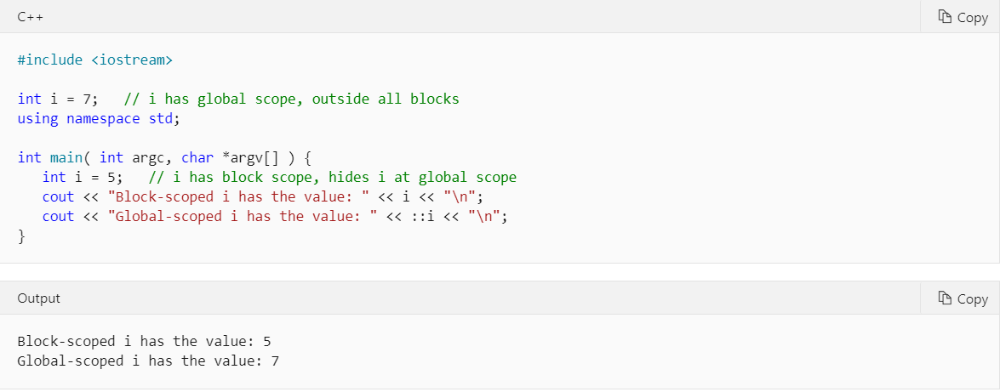 C++
Copy
#include <iostream>
int i = 7;   // i has global scope, outside all blocks
using namespace std;
int main( int argc, char *argv[] ) {
   int i = 5;   // i has block scope, hides i at global scope
   cout << "Block-scoped i has the value: " << i << "\n";
   cout << "Global-scoped i has the value: " << ::i << "\n";
}
Output
Copy
Block-scoped i has the value: 5
Global-scoped i has the value: 7